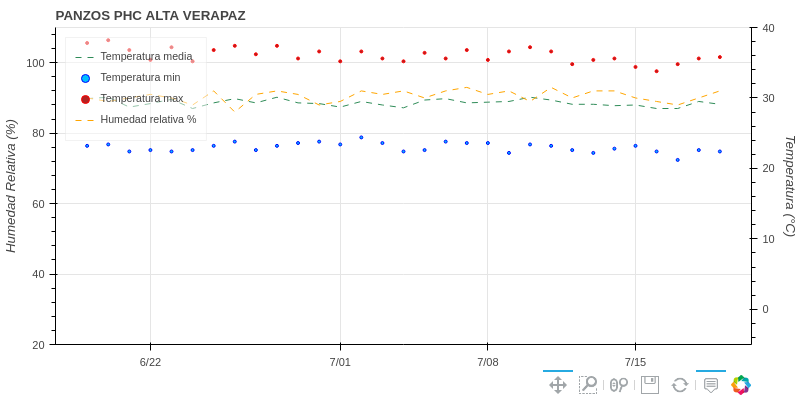 PANZOS PHC ALTA VERAPAZ
Temperatura media
Temperatura min
Temperatura max
Humedad relativa %
Humedad Relativa (%)
100
80
60
40
20
Temperatura (°C)
40
30
20
10
0
6/22
7/01
7/08
7/15